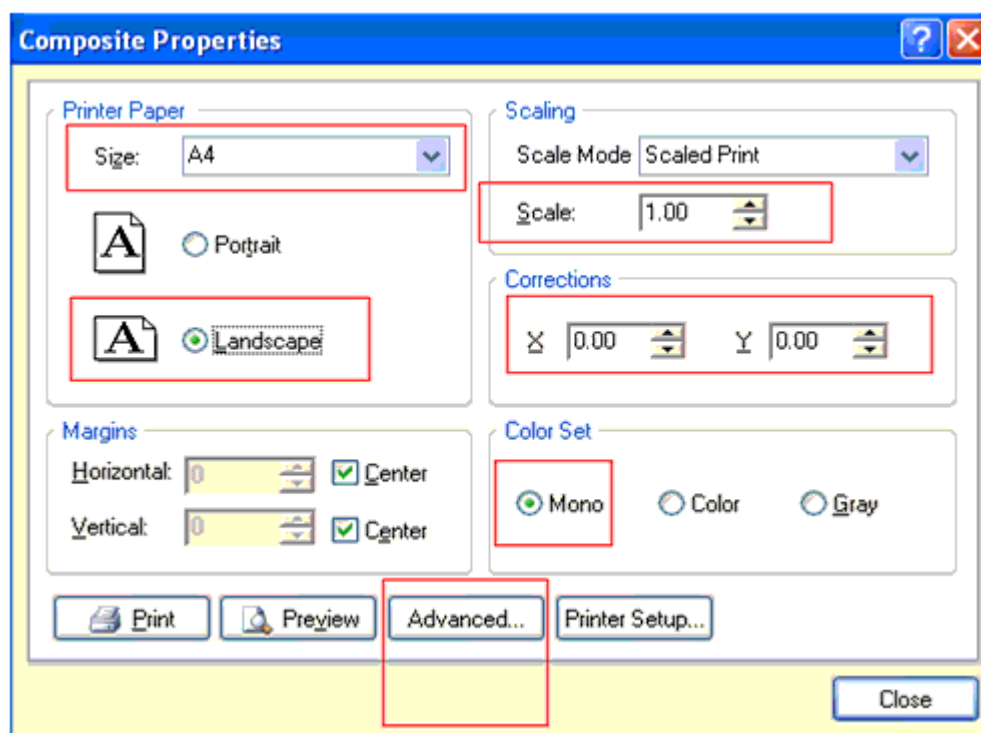 Composite Properties
Printer Paper
Size: A4
A Portrait
A Landscape
Scaling
Scale Mode Scaled Print
Scale: 1.00
Corrections
X 0.00 Y 0.00
Margins
Horizontal: 0 Center
Vertical: 0 Center
Color Set
Mono Color Gray
Print Preview Advanced... Printer Setup...
Close